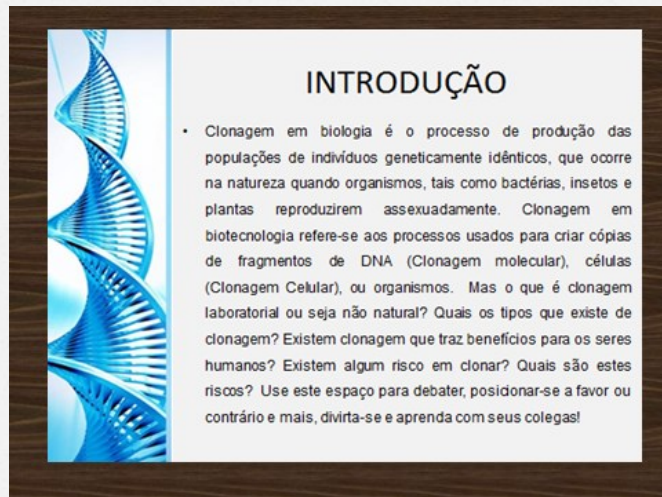 INTRODUÇÃO
• Clonagem em biologia é o processo de produção das
populações de indivíduos geneticamente idênticos, que ocorre
na natureza quando organismos, tais como bactérias, insetos e
plantas reproduzirem assexuadamente. Clonagem em
biotecnologia refere-se aos processos usados para criar cópias
de fragmentos de DNA (Clonagem molecular), células
(Clonagem Celular), ou organismos. Mas o que é clonagem
laboratorial ou seja não natural? Quais os tipos que existe de
clonagem? Existem clonagem que traz benefícios para os seres
humanos? Existem algum risco em clonar? Quais são estes
riscos? Use este espaço para debater, posicionar-se a favor ou
contrário e mais, divirta-se e aprenda com seus colegas!